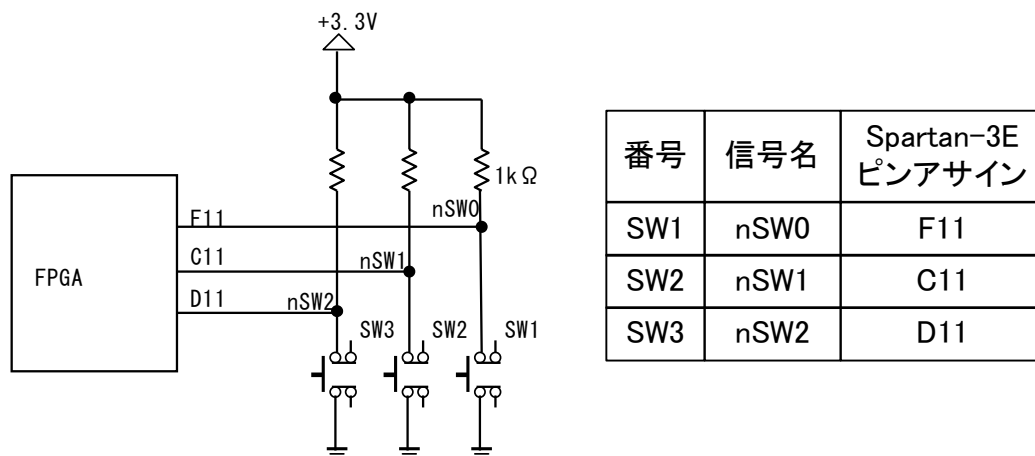 +3.3V
1kΩ
nSW0
F11
nSW1
C11
FPGA
nSW2
D11
SW3 SW2 SW1
番号 信号名 Spartan-3E
ピンアサイン
SW1 nSW0 F11
SW2 nSW1 C11
SW3 nSW2 D11